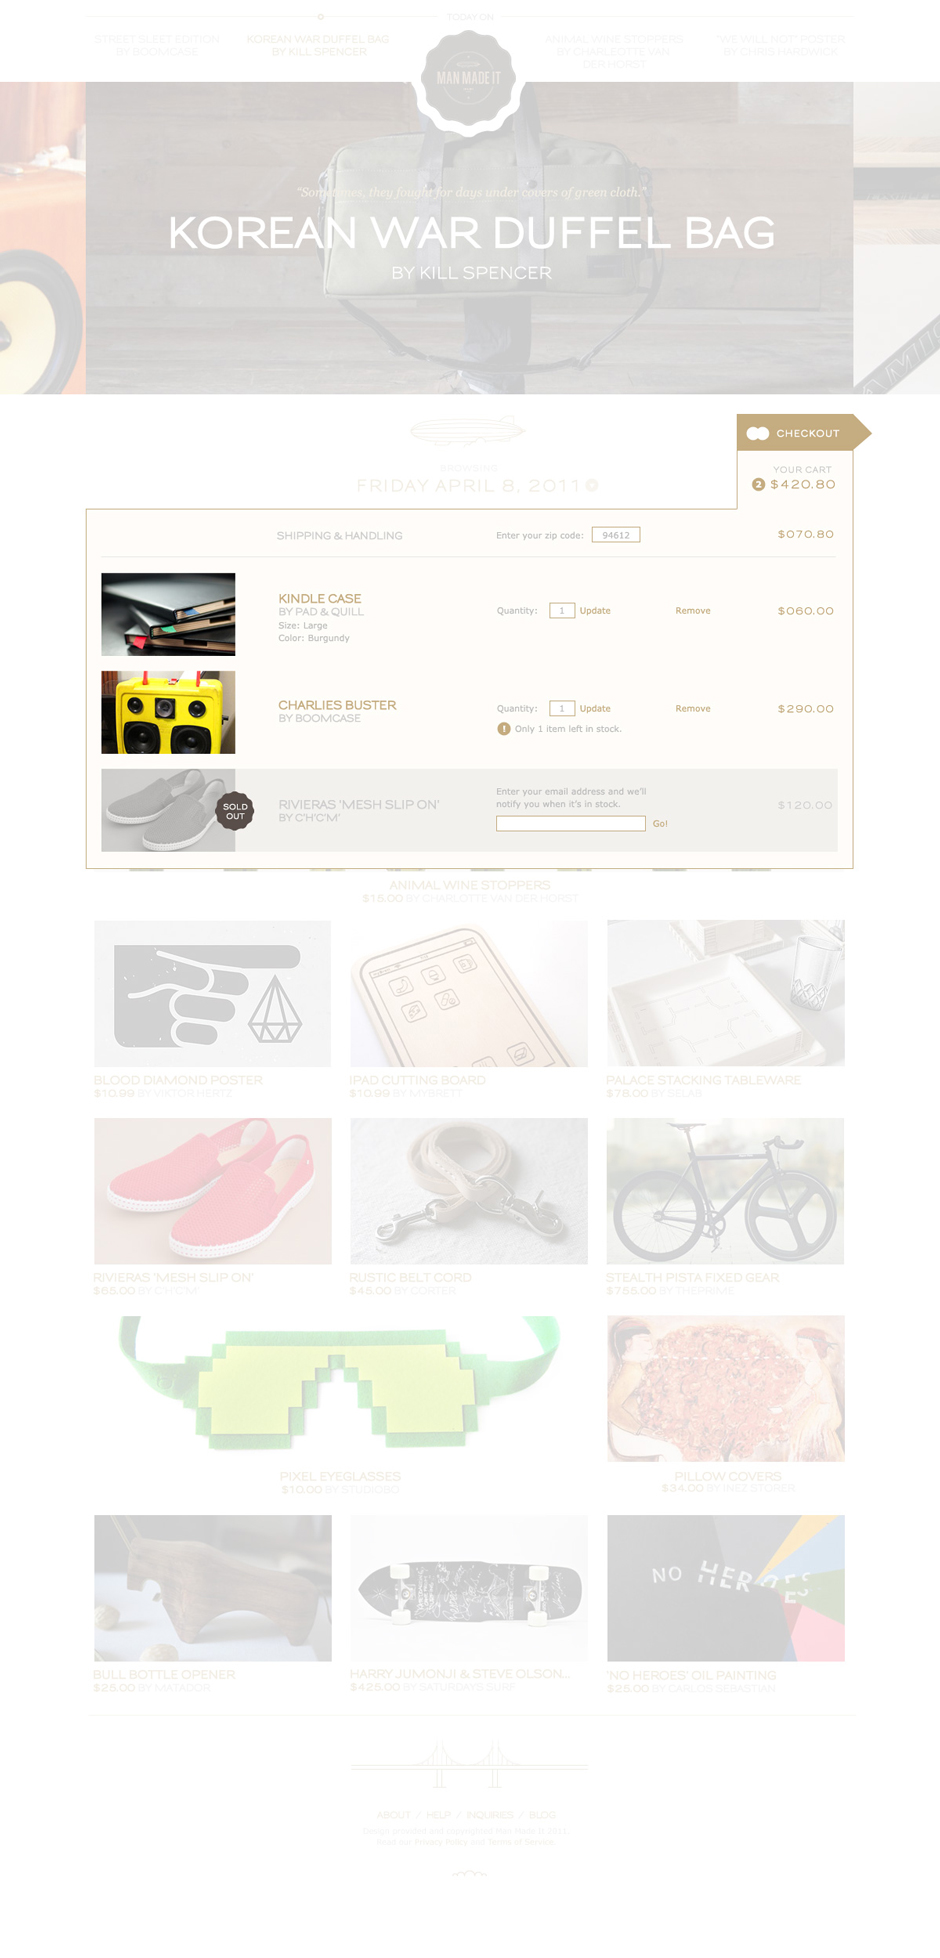 TODAY ON
STREET SLEET EDITION
BY BOOMCASE
KOREAN WAR DUFFEL BAG
BY KILL SPENCER
MAN MADE IT
ANIMAL WINE STOPPERS
BY CHARLEOTTE VAN
DER HORST
"WE WILL NOT" POSTER
BY CHRIS HARDWICK
"Sometimes, they fought for days under covers of green cloth."
KOREAN WAR DUFFEL BAG
BY KILL SPENCER
BROWSING
FRIDAY APRIL 8, 2011
CHECKOUT
YOUR CART
2 $420.80
SHIPPING & HANDLING
Enter your zip code: 94612
$070.80
KINDLE CASE
BY PAD & QUILL
Size: Large
Color: Burgundy
Quantity: 1 Update
Remove
$060.00
CHARLIES BUSTER
BY BOOMCASE
Quantity: 1 Update
! Only 1 item left in stock.
Remove
$290.00
SOLD
OUT
RIVIERAS 'MESH SLIP ON'
BY C'H'C'M'
Enter your email address and we'll
notify you when it's in stock.
Go!
$120.00
ANIMAL WINE STOPPERS
$15.00 BY CHARLOTTE VAN DER HORST
BLOOD DIAMOND POSTER
$10.99 BY VIKTOR HERTZ
IPAD CUTTING BOARD
$10.99 BY MYBRETT
PALACE STACKING TABLEWARE
$75.00 BY SELAB
RIVIERAS 'MESH SLIP ON'
$65.00 BY C'H'C'M'
RUSTIC BELT CORD
$45.00 BY CORTER
STEALTH PISTA FIXED GEAR
$755.00 BY THEPRIME
PIXEL EYEGLASSES
$10.00 BY STUDIOBO
PILLOW COVERS
$34.00 BY INEZ STORER
NO HEROES
BULL BOTTLE OPENER
$25.00 BY MATADOR
HARRY JUMONJI & STEVE OLSON...
$425.00 BY SATURDAYS SURF
"NO HEROES" OIL PAINTING
$25.00 BY CARLOS SEBASTIAN
ABOUT / HELP / INQUIRIES / BLOG
Design provided and copyrighted Man Made © 2011.
Read our Privacy Policy and Terms of Service.